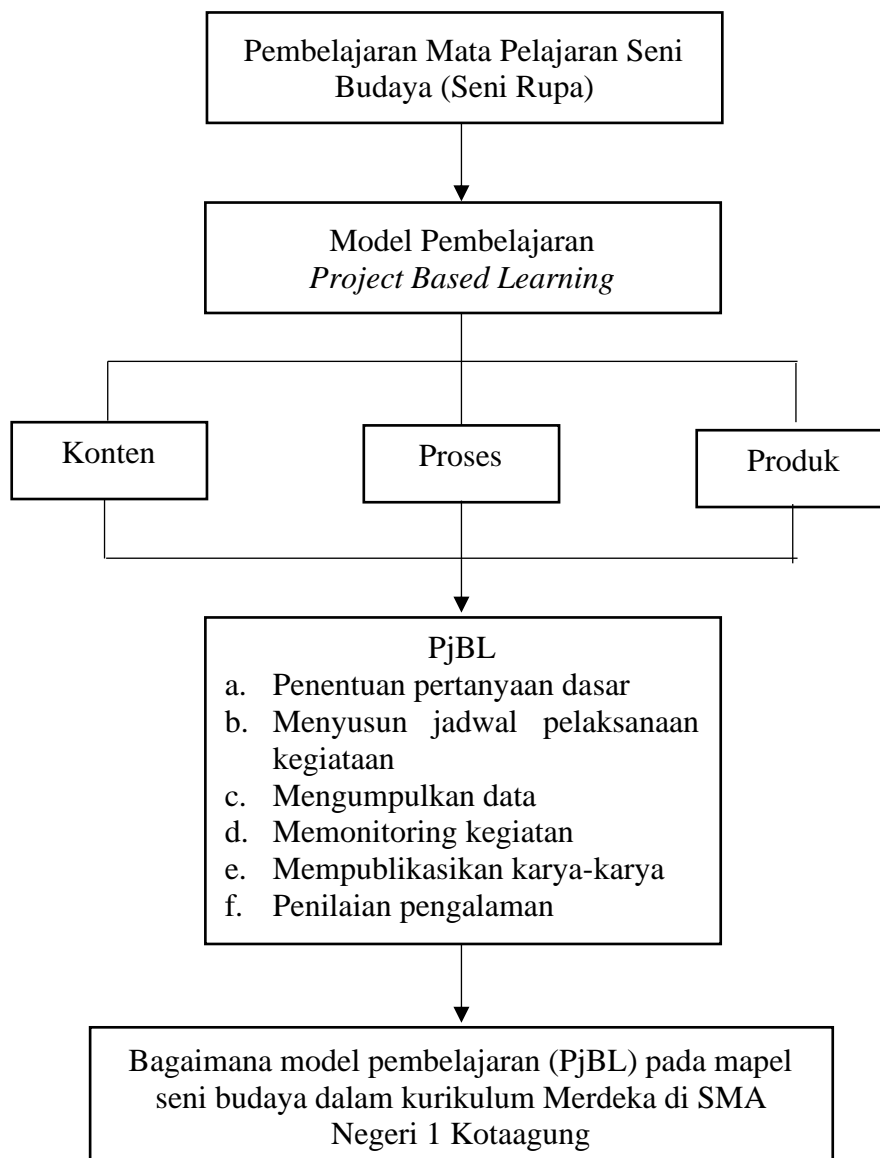 Pembelajaran Mata Pelajaran Seni
Budaya (Seni Rupa)
Model Pembelajaran
Project Based Learning
Konten
Proses
Produk
PjBL
a. Penentuan pertanyaan dasar
b. Menyusun jadwal pelaksanaan
kegiataan
c. Mengumpulkan data
d. Memonitoring kegiatan
e. Mempublikasikan karya-karya
f. Penilaian pengalaman
Bagaimana model pembelajaran (PjBL) pada mapel
seni budaya dalam kurikulum Merdeka di SMA
Negeri 1 Kotaagung